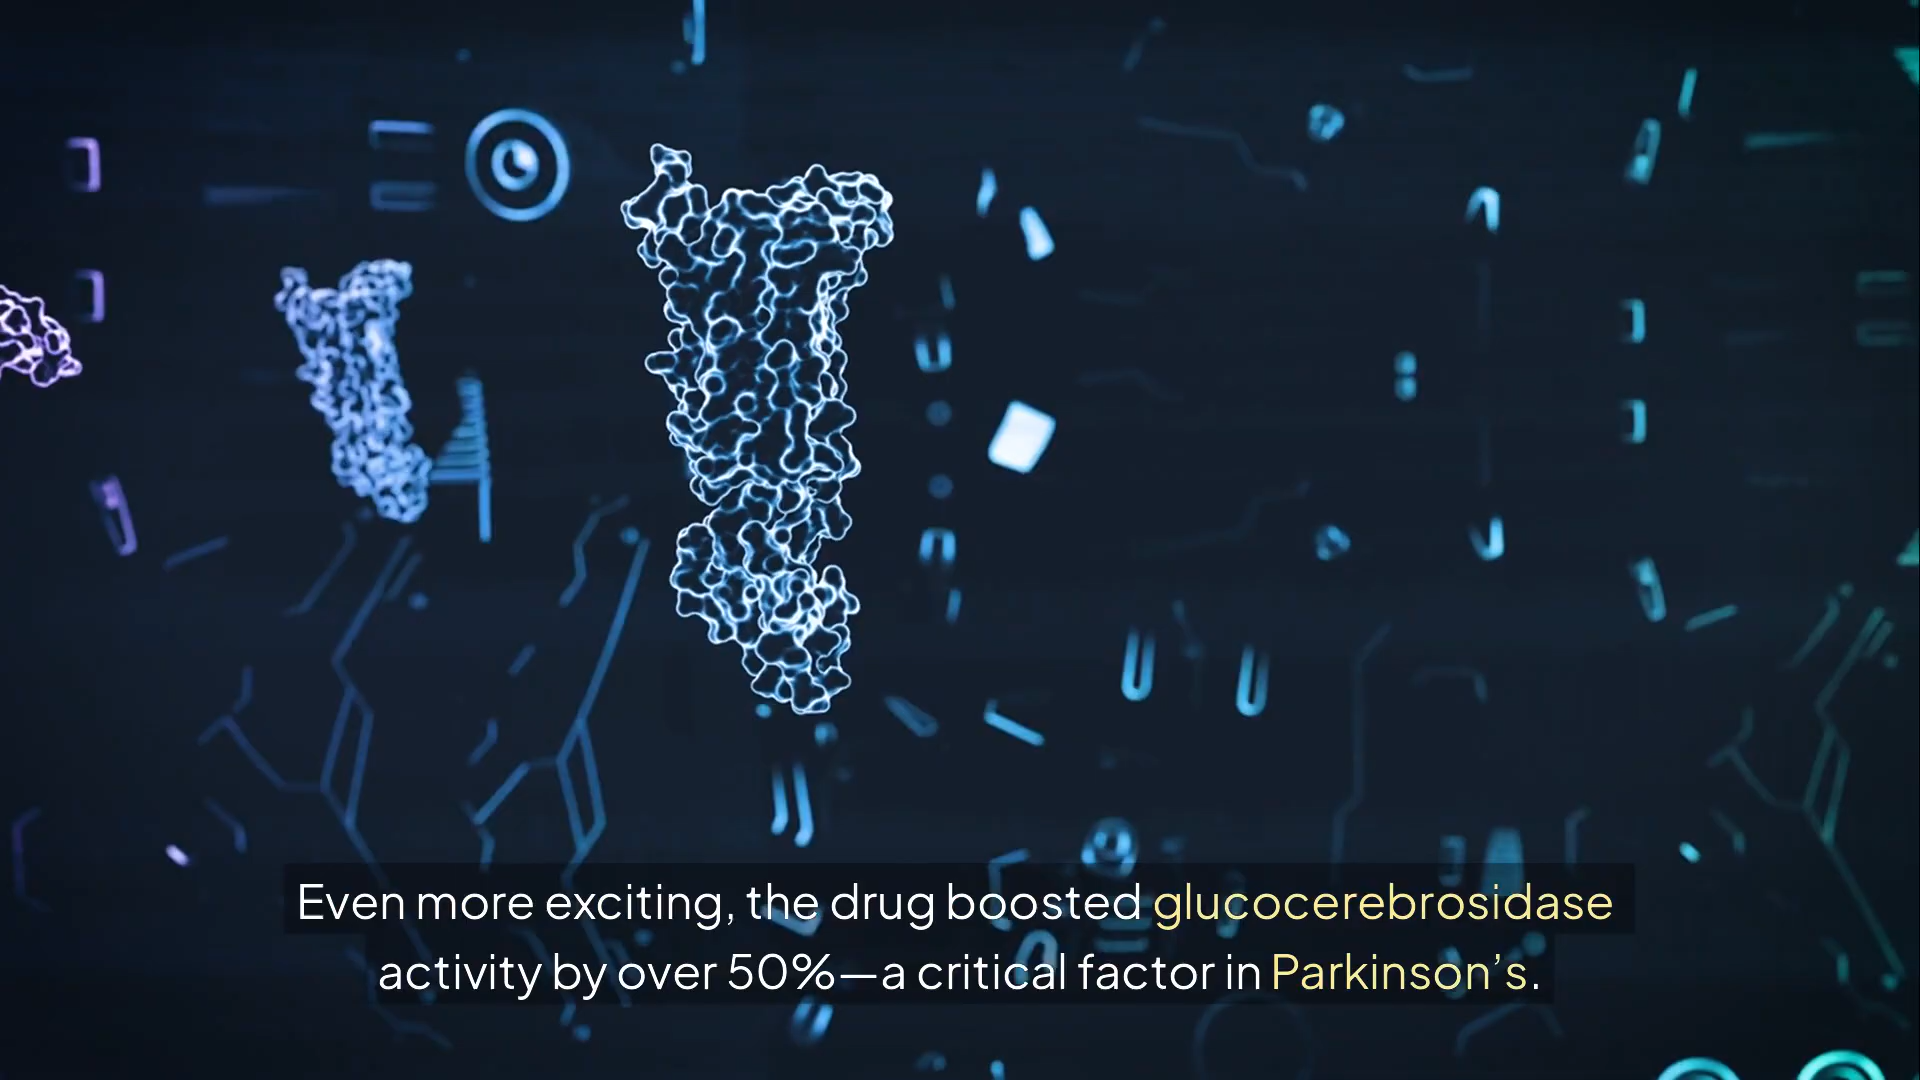 Even more exciting, the drug boosted glucocerebrosidase
activity by over 50%—a critical factor in Parkinson’s.